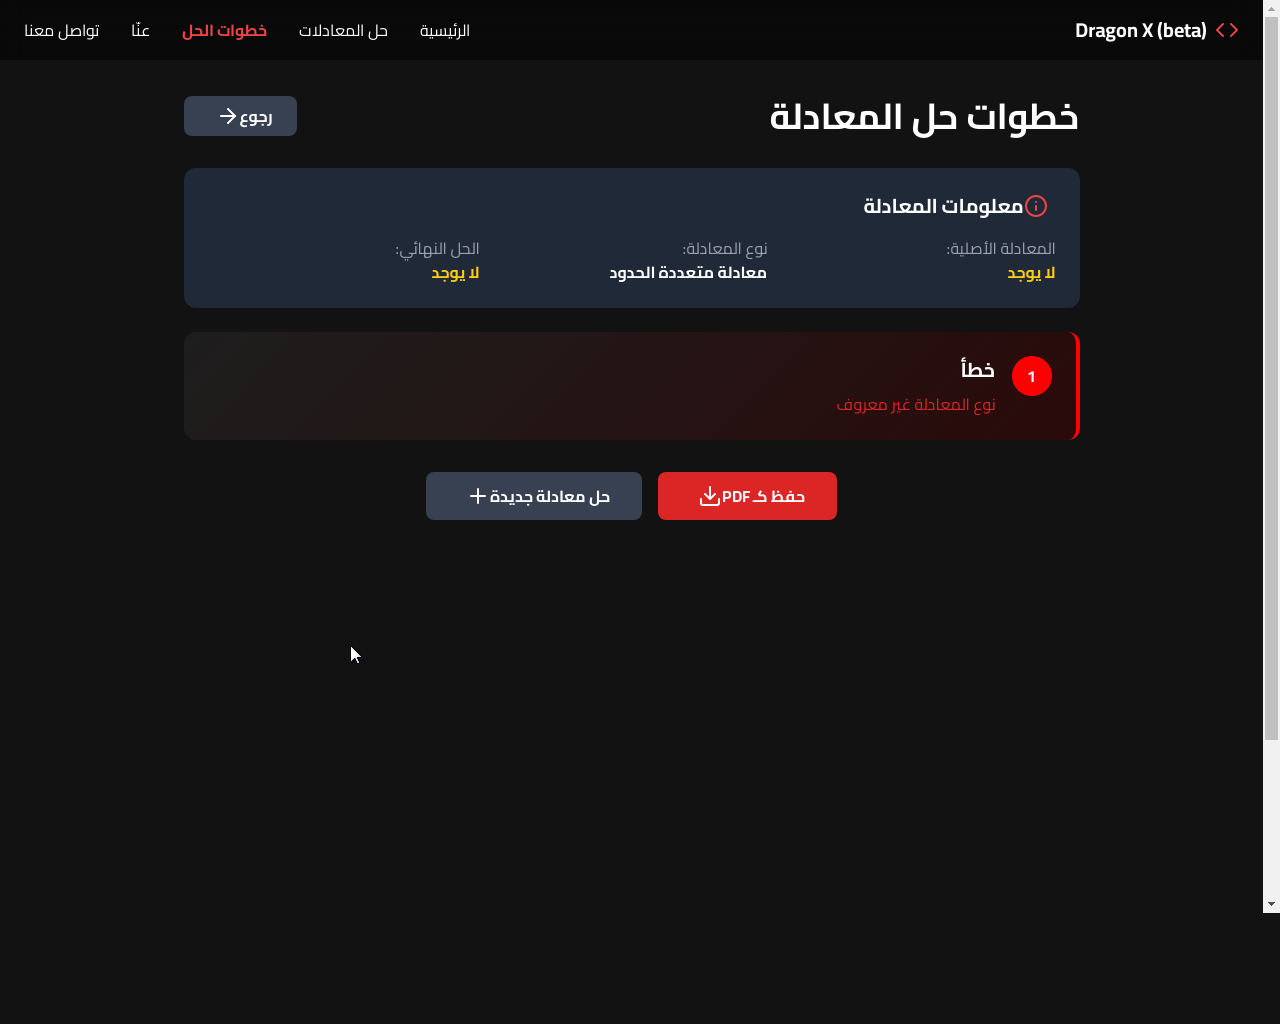 Dragon X (beta)
الرئيسية
حل المعادلات
خطوات الحل
عنّا
تواصل معنا
خطوات حل المعادلة
رجوع
معلومات المعادلة
المعادلة الأصلية:
لا يوجد
نوع المعادلة:
معادلة متعددة الحدود
الحل النهائي:
لا يوجد
1
خطأ
نوع المعادلة غير معروف
حفظ كـ PDF
حل معادلة جديدة